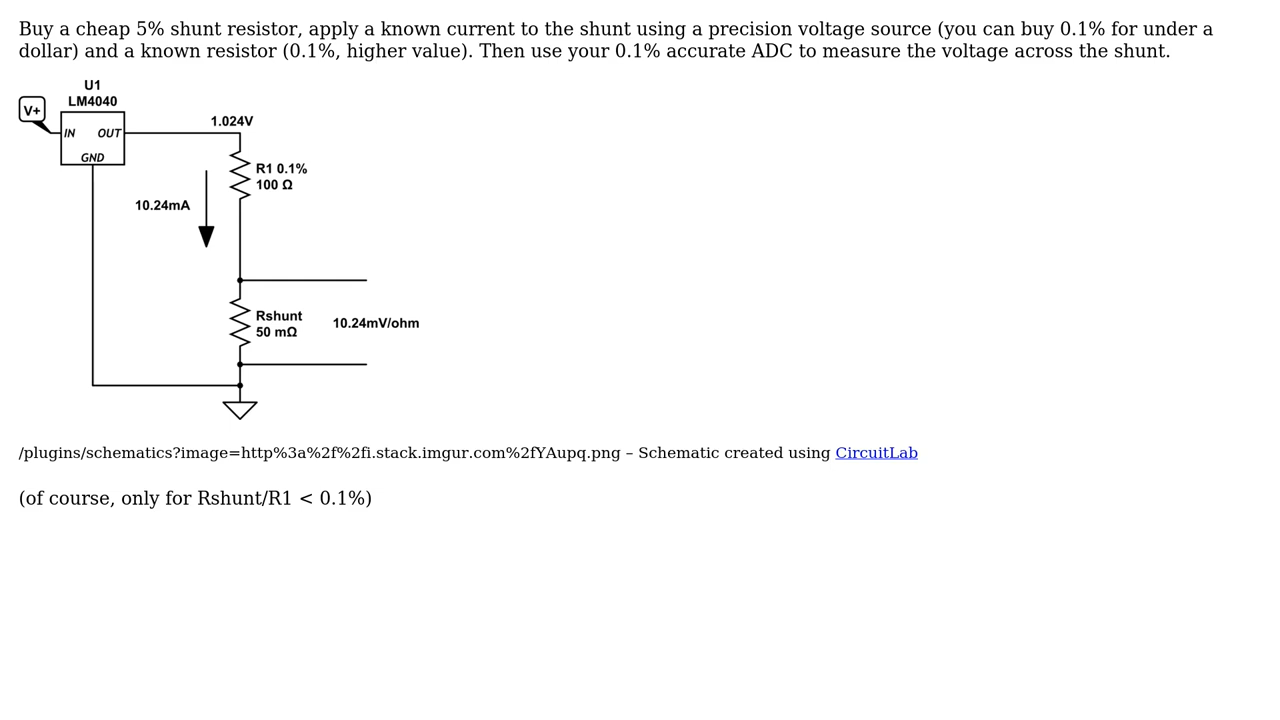 Buy a cheap 5% shunt resistor, apply a known current to the shunt using a precision voltage source (you can buy 0.1% for under a
dollar) and a known resistor (0.1%, higher value). Then use your 0.1% accurate ADC to measure the voltage across the shunt.
U1
LM4040
V+
IN OUT
GND
1.024V
R1 0.1%
100 Ω
10.24mA
Rshunt
50 mΩ
10.24mV/ohm
/plugins/schematics?image=http%3a%2f%2fi.stack.imgur.com%2fYAupq.png – Schematic created using CircuitLab
(of course, only for Rshunt/R1 < 0.1%)